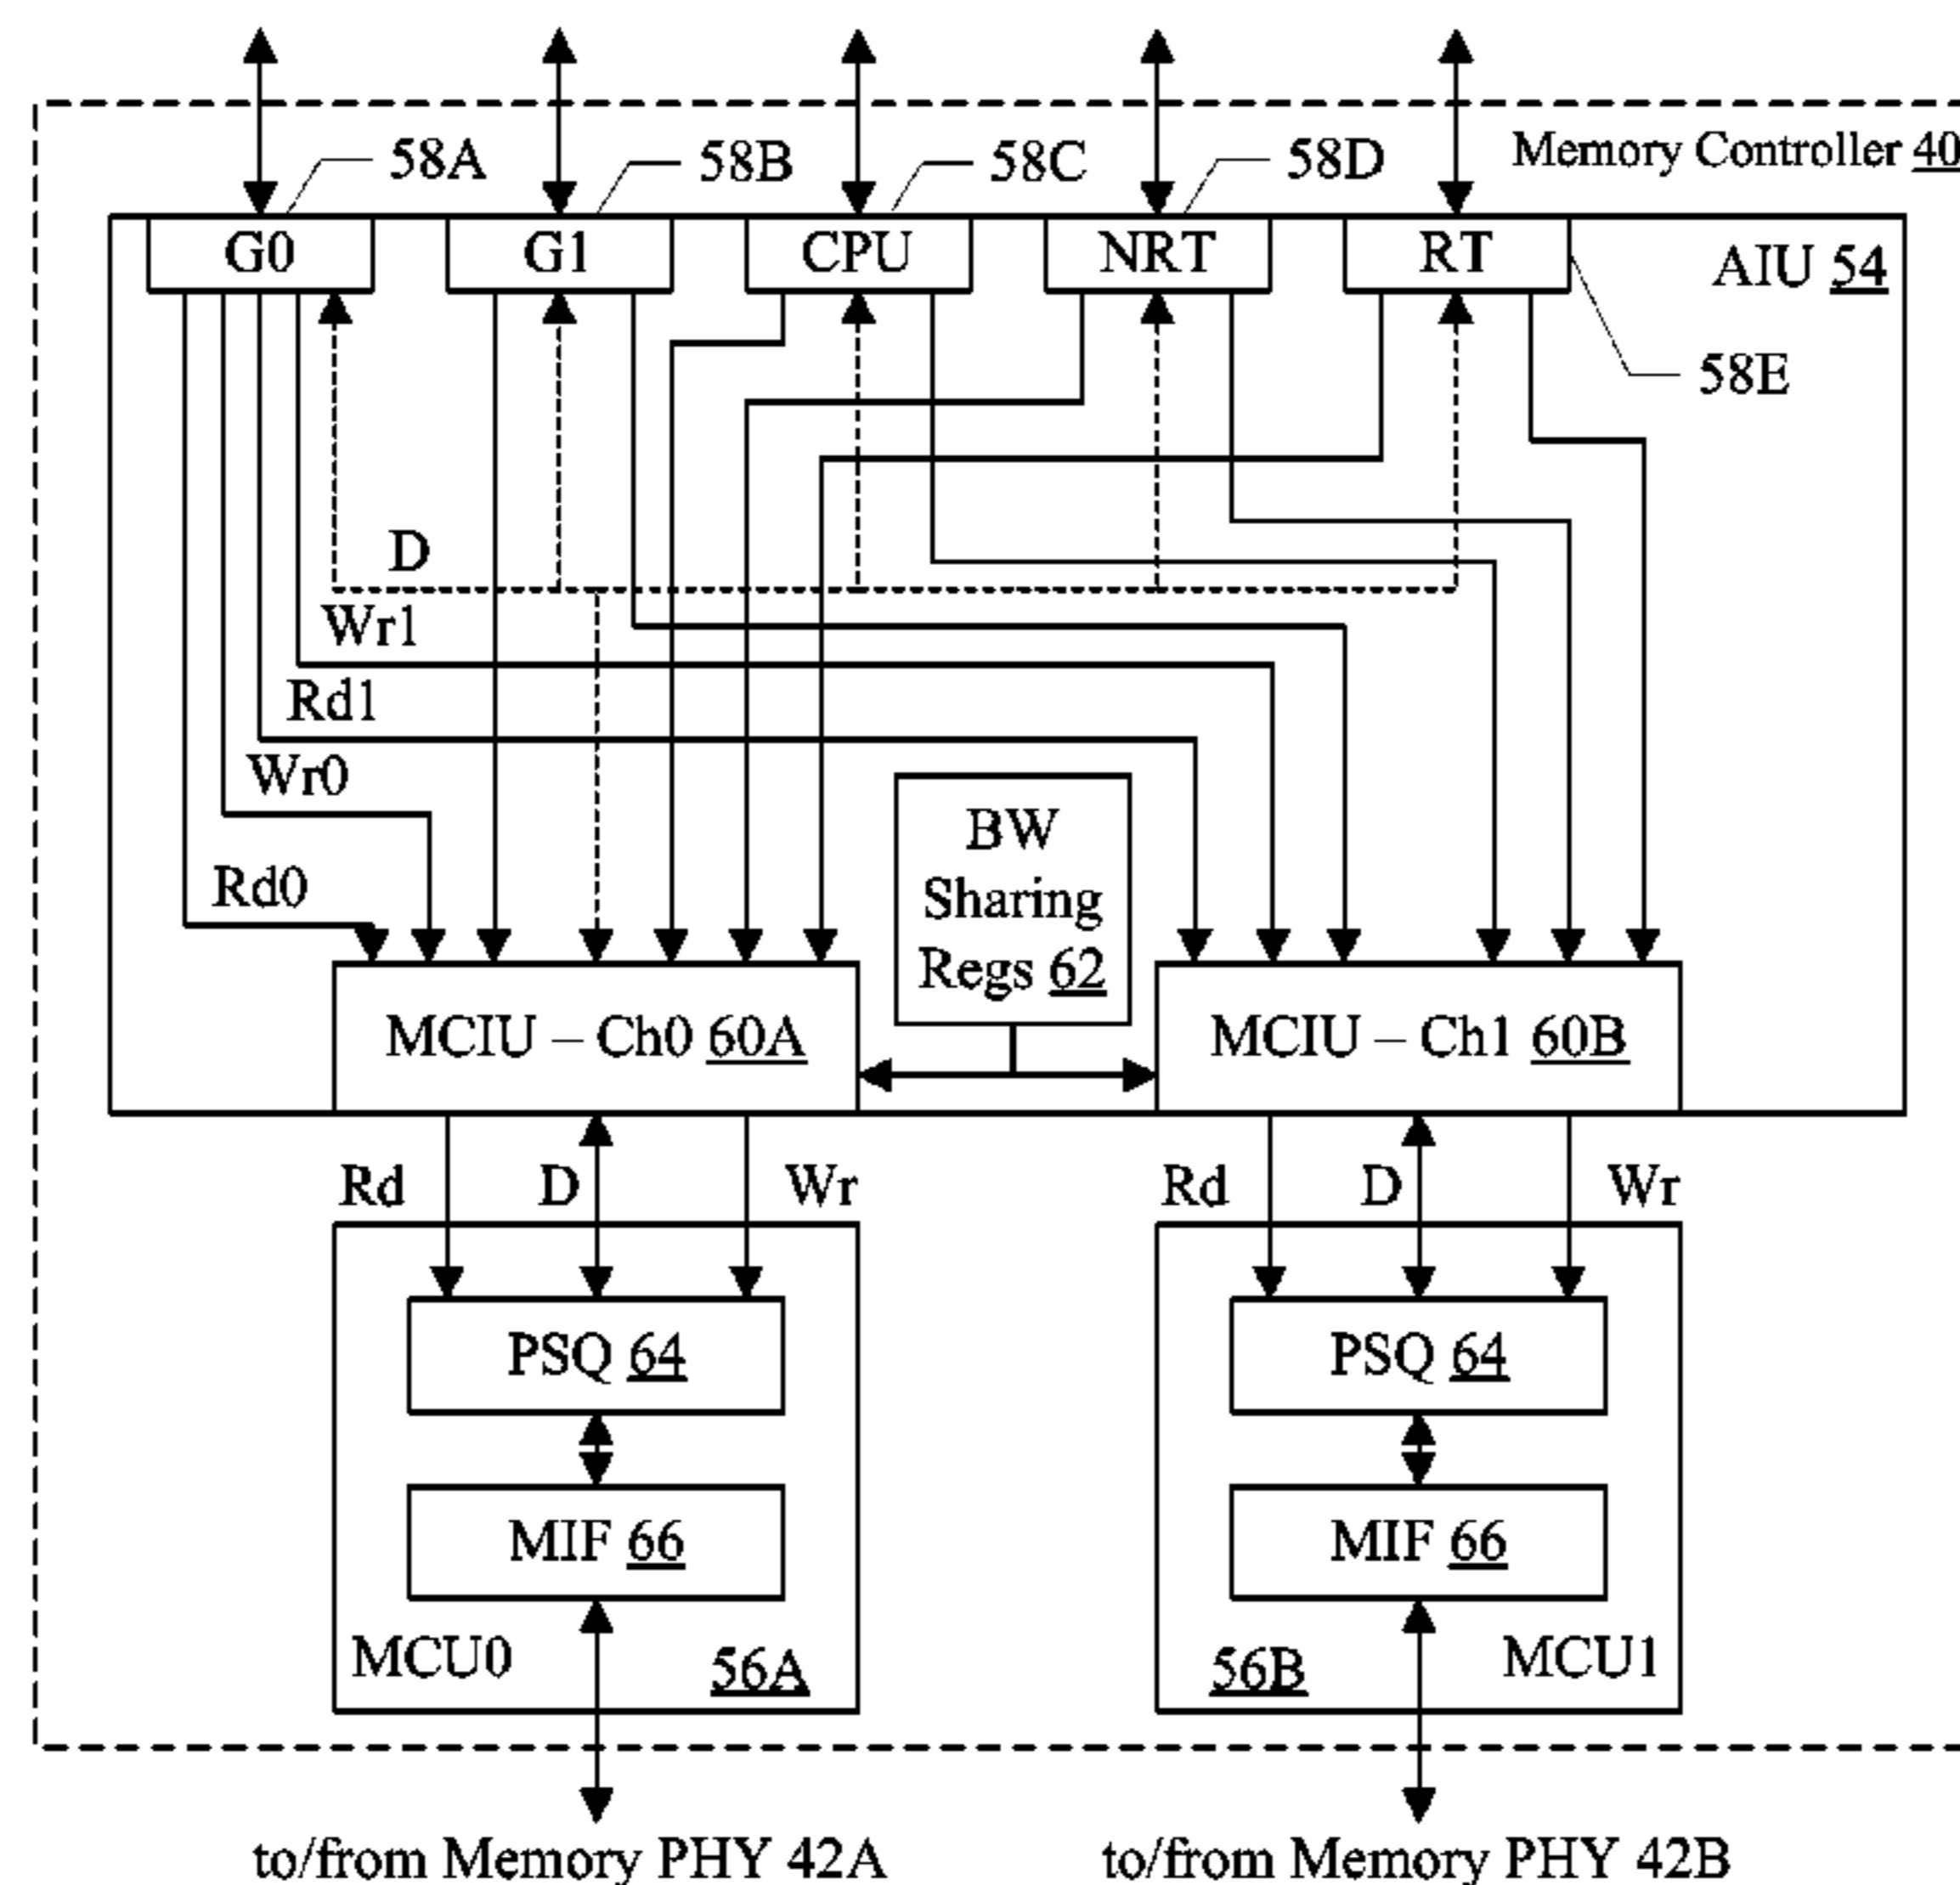 58A
58B
58C
58D
Memory Controller 40
G0
G1
CPU
NRT
RT
AIU 54
58E
D
Wr1
Rd1
Wr0
Rd0
BW
Sharing
Regs 62
MCIU – Ch0 60A
MCIU – Ch1 60B
Rd
D
Wr
Rd
D
Wr
PSQ 64
PSQ 64
MIF 66
MIF 66
MCU0
56A
56B
MCU1
to/from Memory PHY 42A
to/from Memory PHY 42B